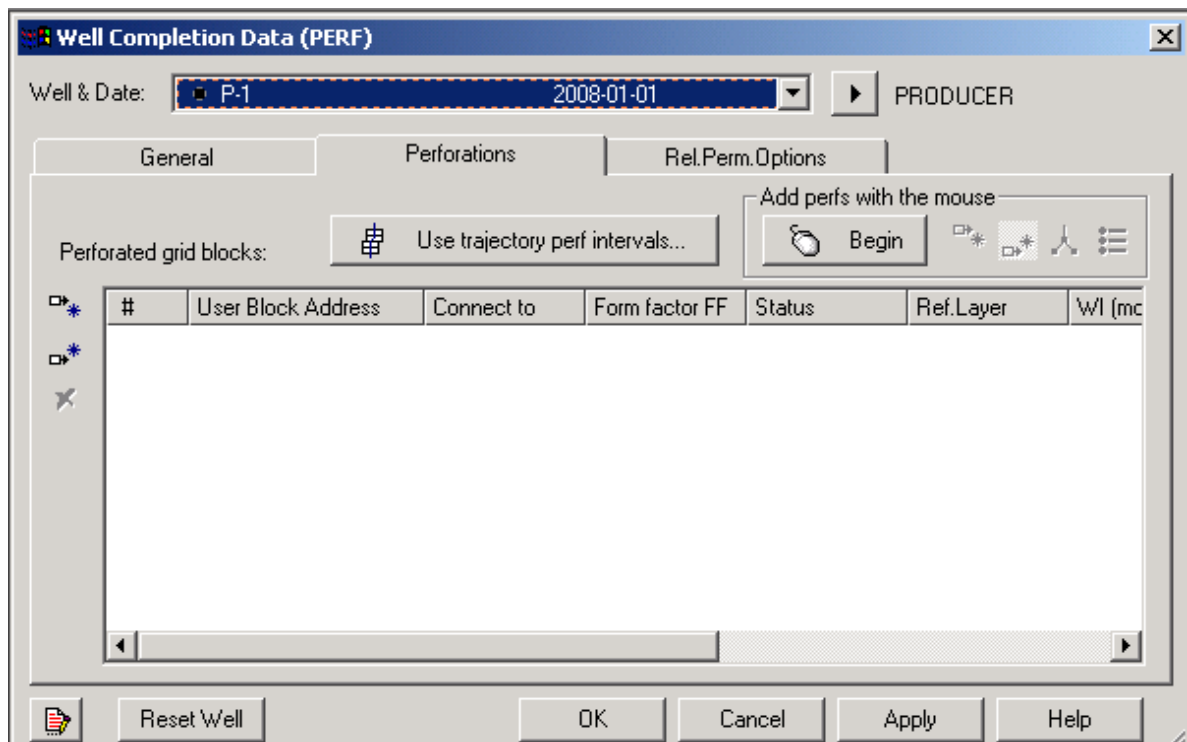 Well Completion Data (PERF)
Well & Date: P-1 2008-01-01 PRODUCER
General Perforations Rel.Perm.Options
Add perfs with the mouse
Perforated grid blocks: Use trajectory perf intervals... Begin
# User Block Address Connect to Form factor FF Status Ref.Layer WI (mc
Reset Well OK Cancel Apply Help